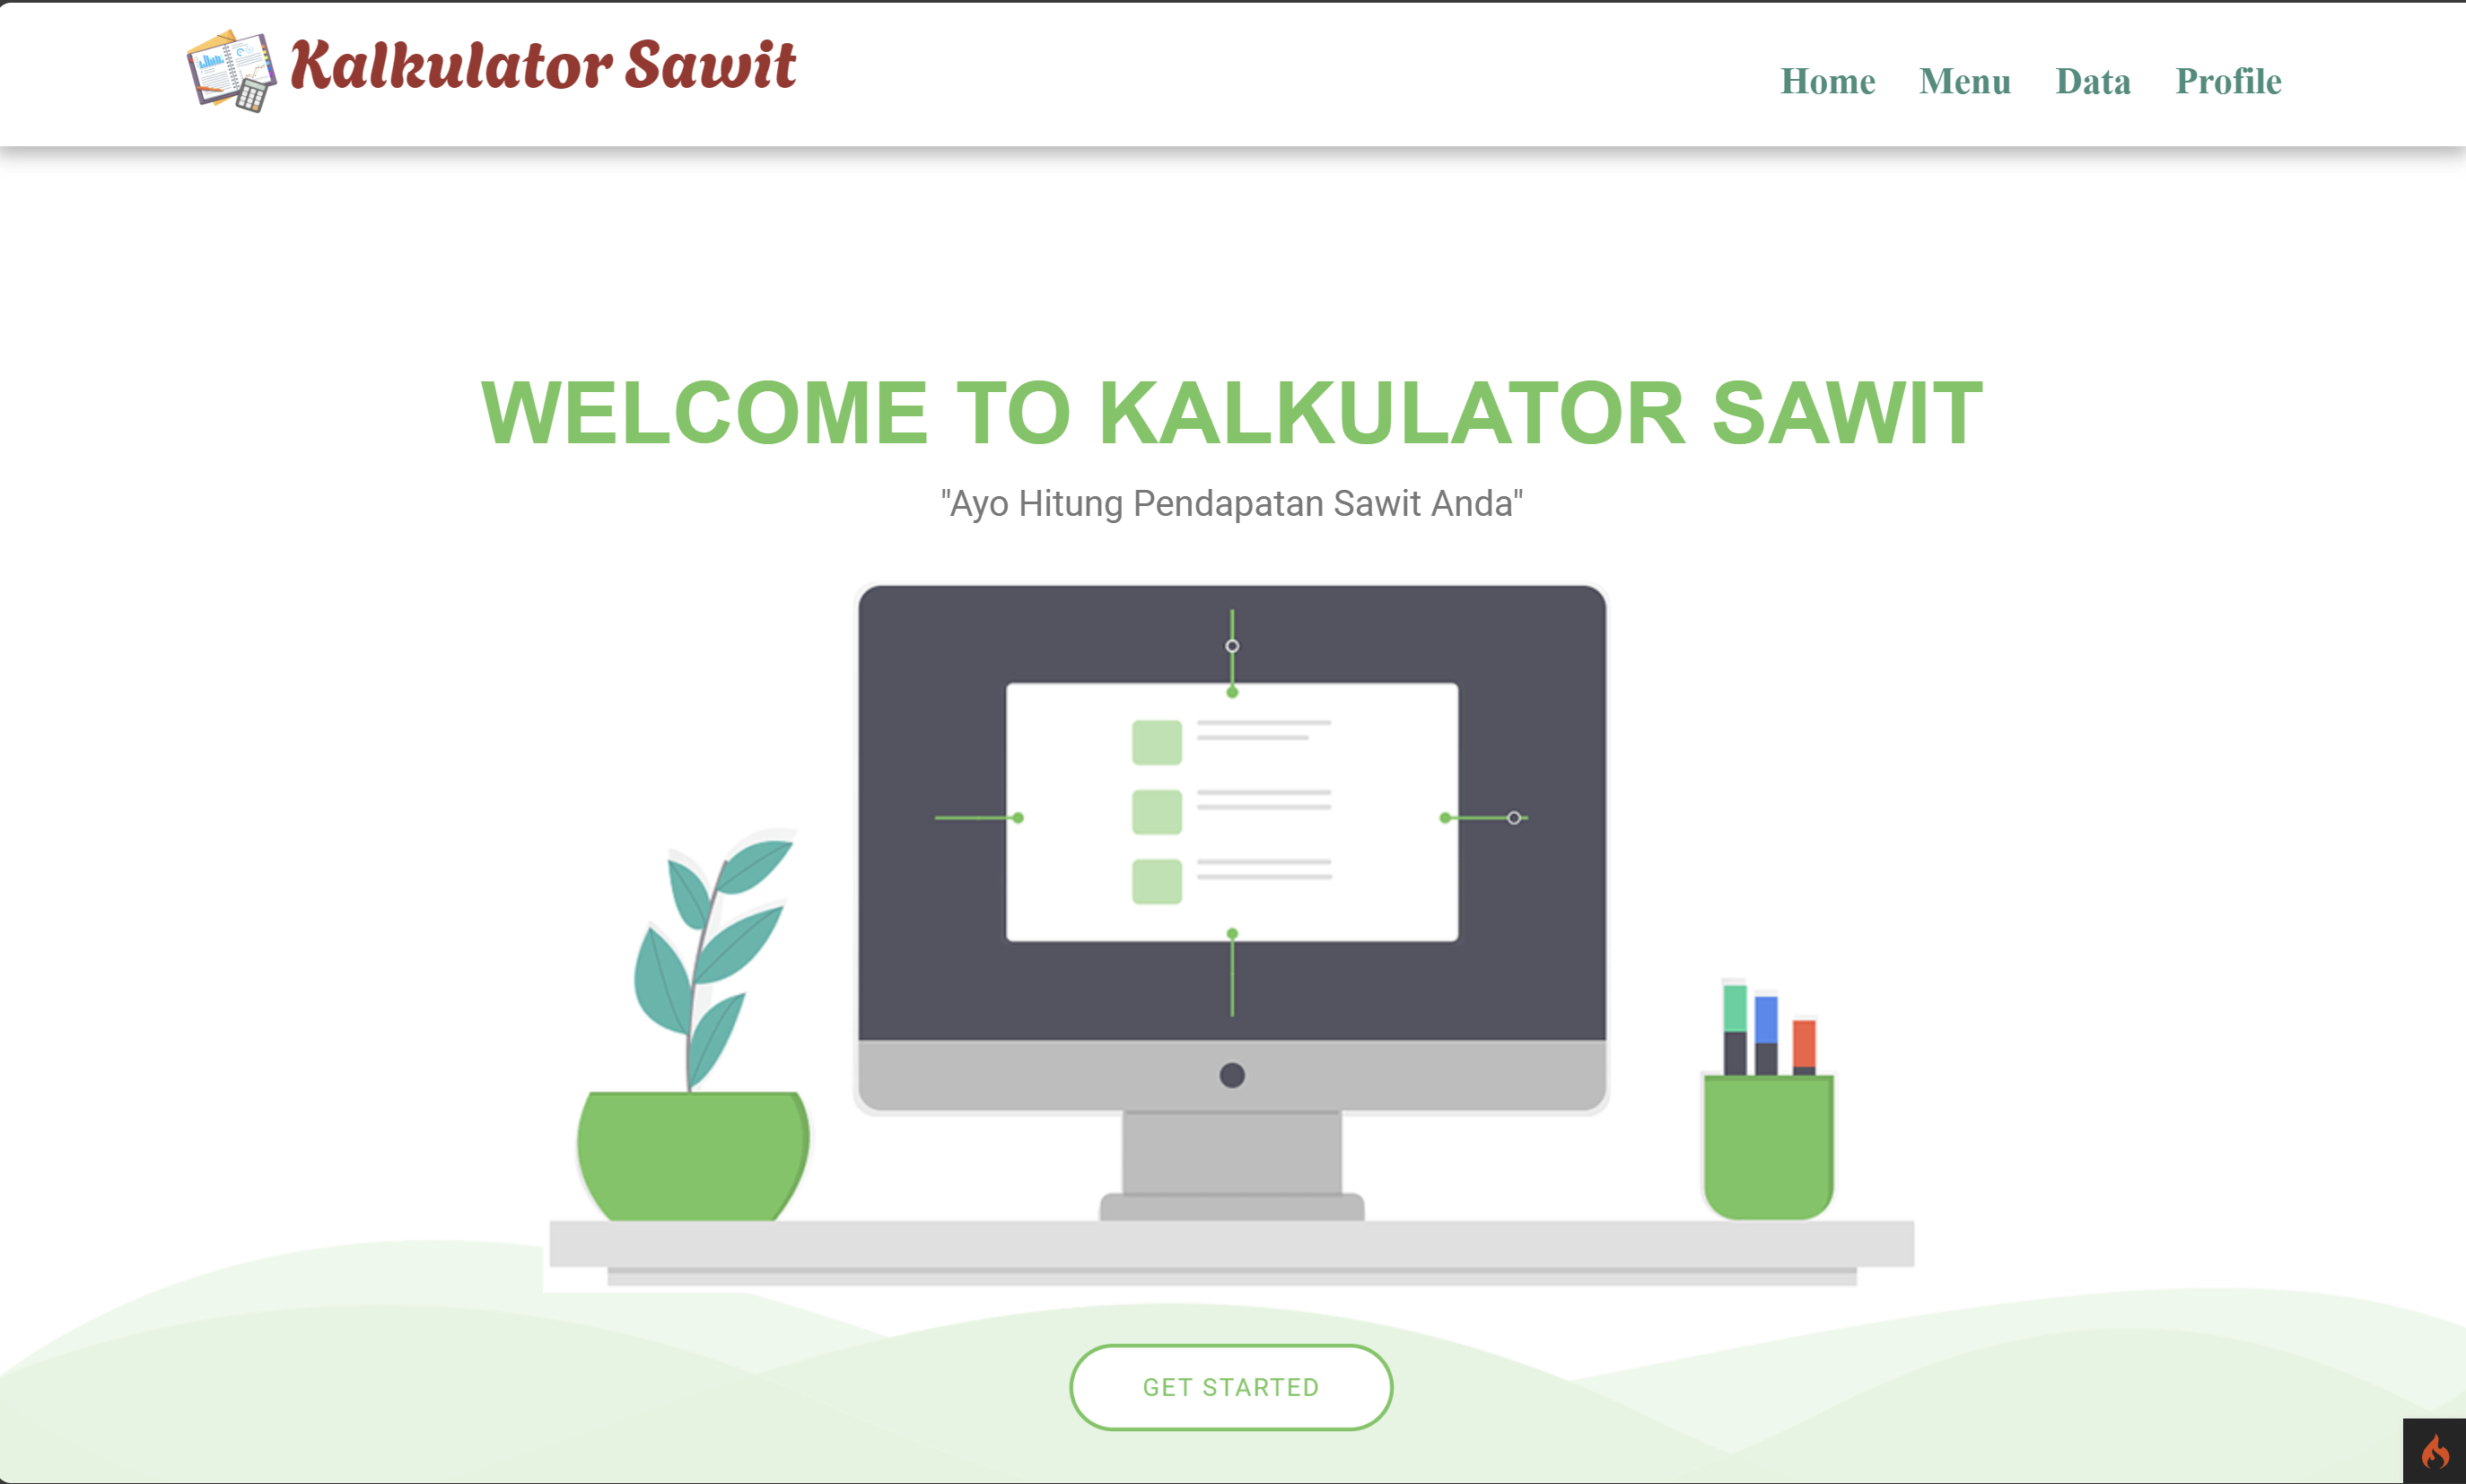 Kalkulator Sawit
Home Menu Data Profile
WELCOME TO KALKULATOR SAWIT
"Ayo Hitung Pendapatan Sawit Anda"
GET STARTED